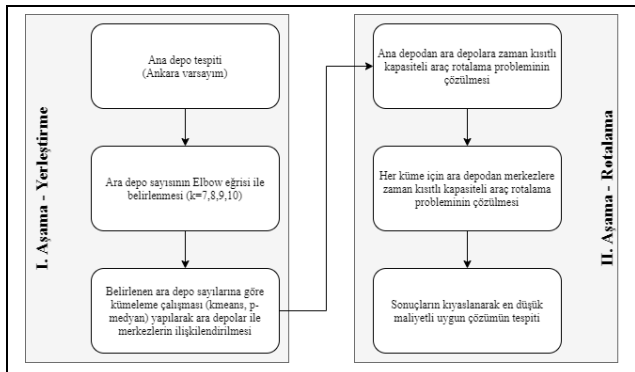 I. Aşama - Yerleştirme
Ana depo tespiti
(Ankara varsayım)
Ara depo sayısının Elbow eğrisi ile
belirlenmesi (k=7,8,9,10)
Belirlenen ara depo sayılarına göre
kümeleme çalışması (kmeans, p-
medyan) yapılarak ara depolar ile
merkezlerin ilişkilendirilmesi
Ana depodan ara depolara zaman kısıtlı
kapasiteli araç rotalama probleminin
çözülmesi
Her küme için ara depodan merkezlere
zaman kısıtlı kapasiteli araç rotalama
probleminin çözülmesi
Sonuçların kıyaslanarak en düşük
maliyetli uygun çözümün tespiti
II. Aşama - Rotalama